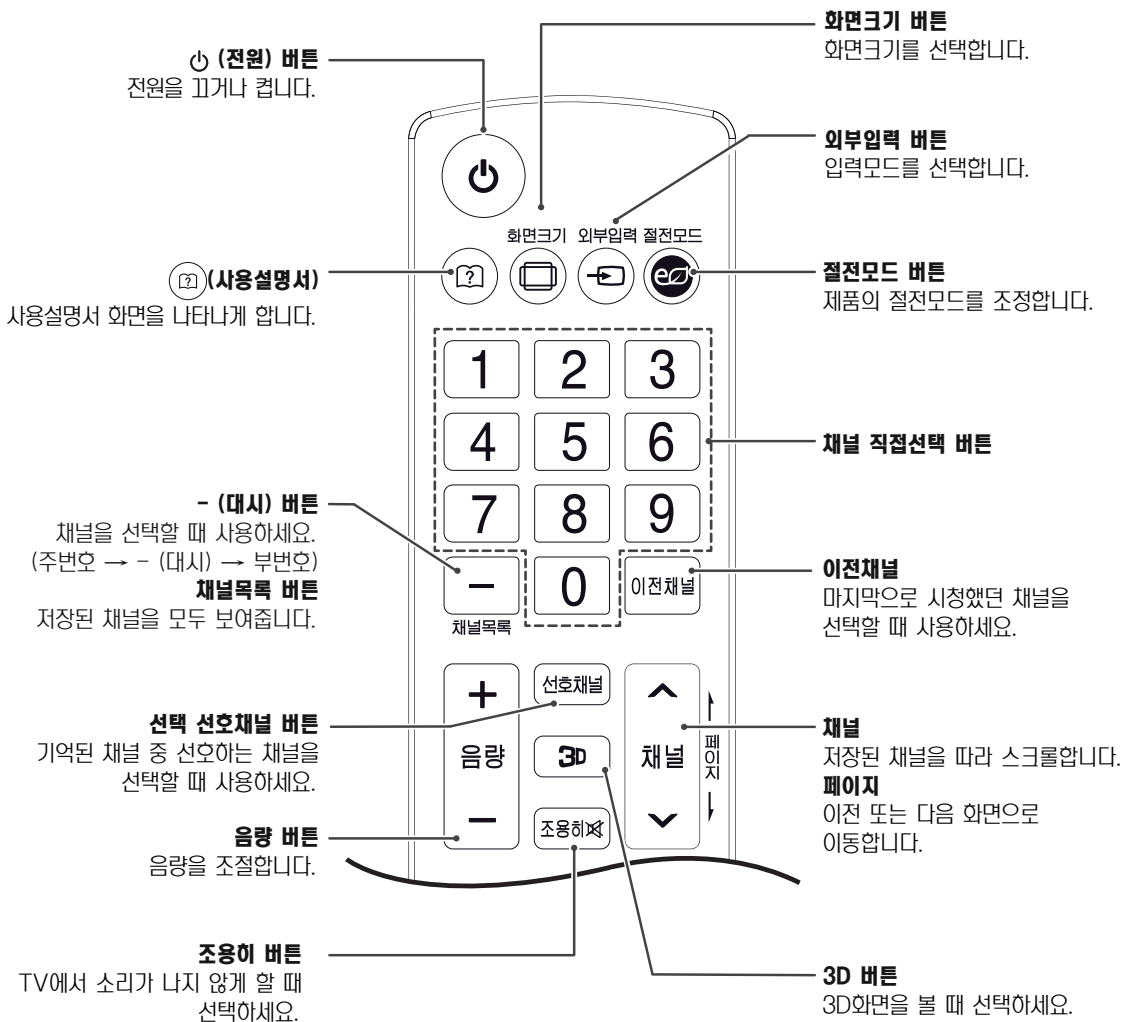 화면크기 버튼
화면크기를 선택합니다.
(전원) 버튼
전원을 끄거나 켭니다.
외부입력 버튼
입력모드를 선택합니다.
화면크기 외부입력 절전모드
(사용설명서)
사용설명서 화면을 나타나게 합니다.
절전모드 버튼
제품의 절전모드를 조정합니다.
1 2 3
4 5 6
7 8 9
- 0 이전채널
채널목록
채널 직접선택 버튼
- (대시) 버튼
채널을 선택할 때 사용하세요.
(주번호 → - (대시) → 부번호)
채널목록 버튼
저장된 채널을 모두 보여줍니다.
이전채널
마지막으로 시청했던 채널을
선택할 때 사용하세요.
+
음량
-
선호채널
3D
조용히
채널
페이지
선택 선호채널 버튼
기억된 채널 중 선호하는 채널을
선택할 때 사용하세요.
채널
저장된 채널을 따라 스크롤합니다.
페이지
이전 또는 다음 화면으로
이동합니다.
음량 버튼
음량을 조절합니다.
조용히 버튼
TV에서 소리가 나지 않게 할 때
선택하세요.
3D 버튼
3D화면을 볼 때 선택하세요.